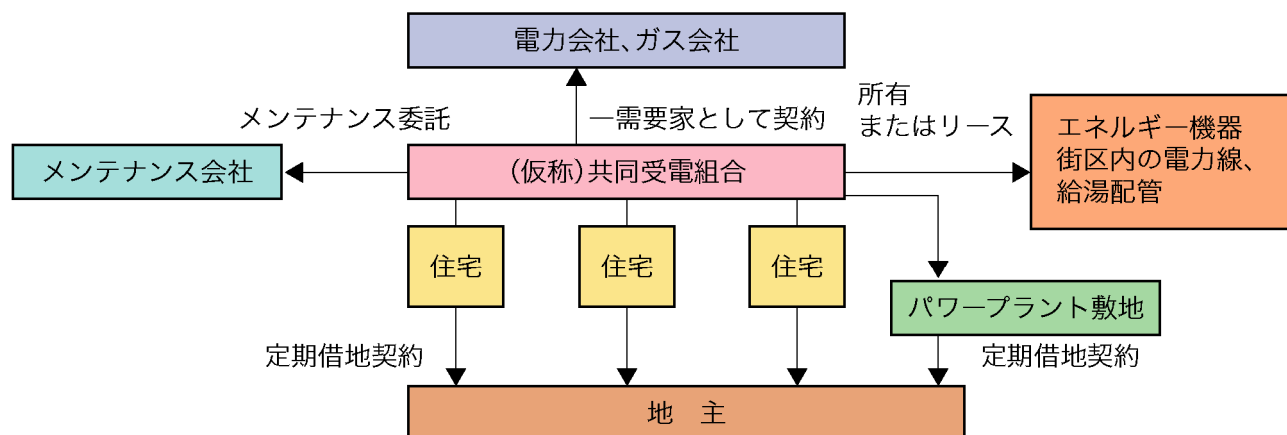 電力会社、ガス会社
メンテナンス委託
一需要家として契約
所有
またはリース
エネルギー機器
街区内の電力線、
給湯配管
メンテナンス会社
(仮称)共同受電組合
住宅
住宅
住宅
パワープラント敷地
定期借地契約
定期借地契約
地　主